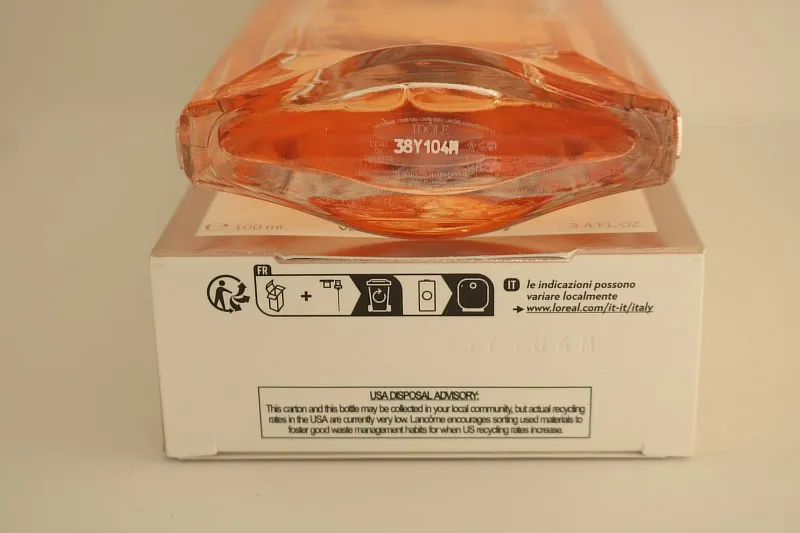 IDÔLE
L'EAU
DE
TOILETTE
38Y104M
e 100 ml
3.4 FL.OZ.
FR
+
IT
le indicazioni possono
variare localmente
www.loreal.com/it-it/italy
38Y104M
USA DISPOSAL ADVISORY:
This carton and this bottle may be collected in your local community, but actual recycling
rates in the USA are currently very low. Lancôme encourages sorting used materials to
foster good waste management habits for when US recycling rates increase.